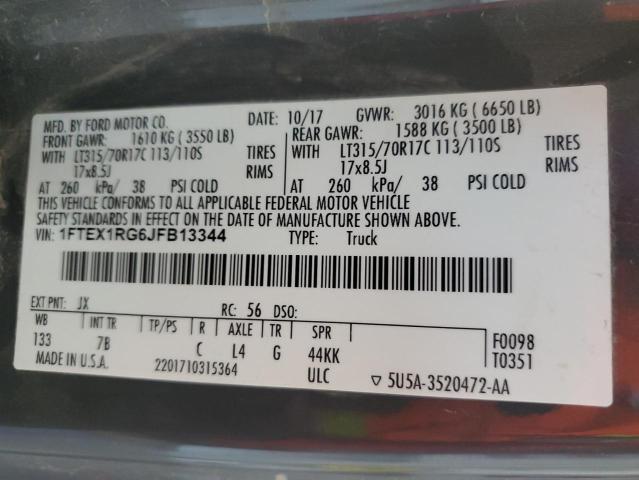 MFD. BY FORD MOTOR CO. DATE: 10/17 GVWR: 3016 KG ( 6650 LB)
FRONT GAWR: 1610 KG ( 3550 LB) REAR GAWR: 1588 KG ( 3500 LB)
WITH LT315/70R17C 113/110S TIRES WITH LT315/70R17C 113/110S TIRES
17x8.5J RIMS 17x8.5J RIMS
AT 260 kPa/ 38 PSI COLD AT 260 kPa/ 38 PSI COLD
THIS VEHICLE CONFORMS TO ALL APPLICABLE FEDERAL MOTOR VEHICLE
SAFETY STANDARDS IN EFFECT ON THE DATE OF MANUFACTURE SHOWN ABOVE.
VIN: 1FTEX1RG6JFB13344 TYPE: Truck
EXT PNT: JX RC: 56 DSO:
WB INT TR TP/PS R AXLE TR SPR F0098
133 7B C L4 G 44KK T0351
MADE IN U.S.A. 2201710315364 ULC ▽ 5U5A-3520472-AA